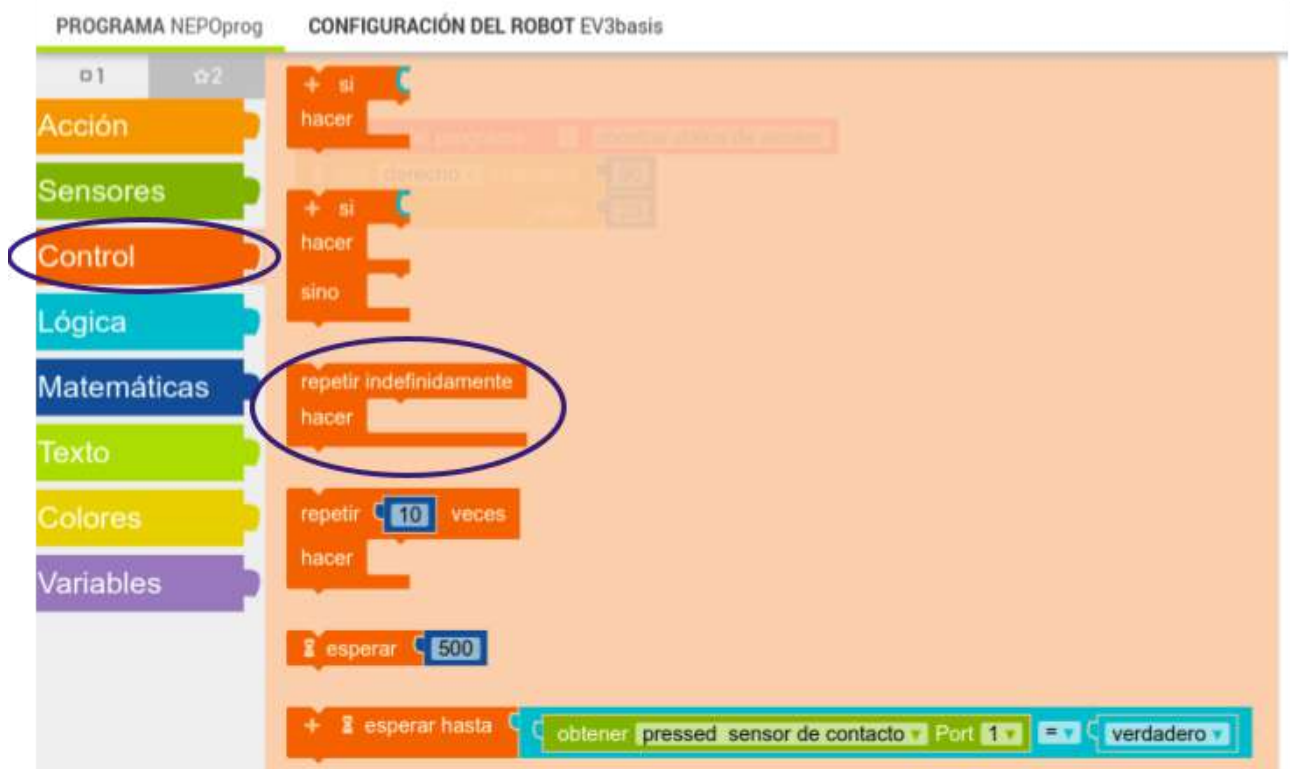 PROGRAMA NEPOprog CONFIGURACIÓN DEL ROBOT EV3basis
1 2
Acción
Sensores
Control
Lógica
Matemáticas
Texto
Colores
Variables
+ si
hacer
+ si
hacer
sino
repetir indefinidamente
hacer
repetir 10 veces
hacer
esperar 500
+ esperar hasta obtener pressed sensor de contacto Port 1 = verdadero